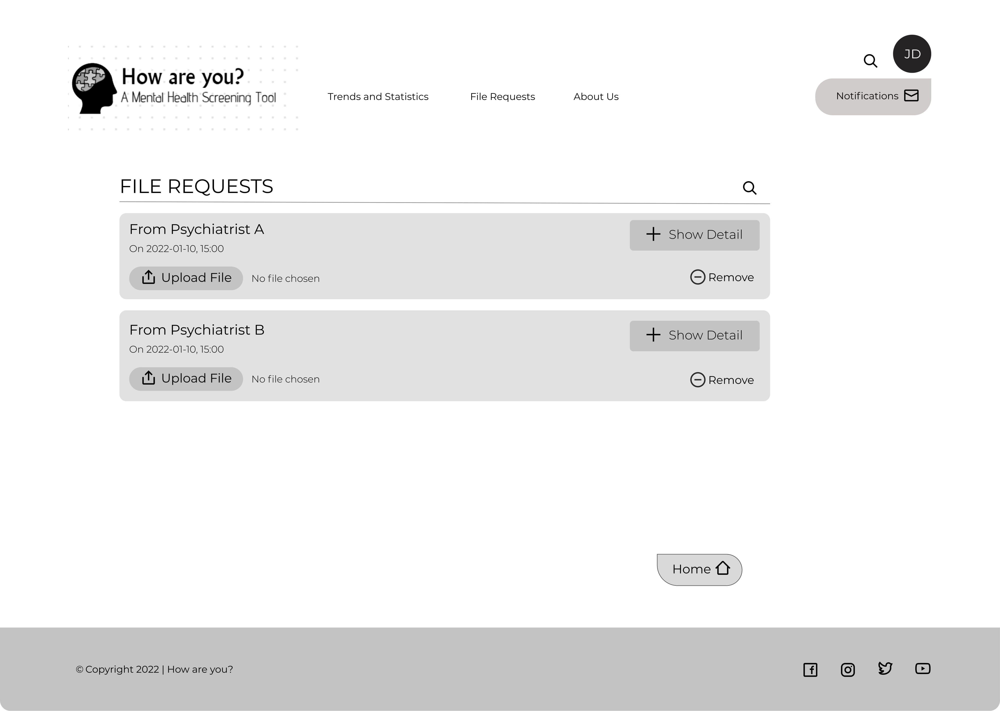 JD
How are you?
A Mental Health Screening Tool
Trends and Statistics
File Requests
About Us
Notifications
FILE REQUESTS
From Psychiatrist A
Show Detail
On 2022-01-10, 15:00
Upload File
No file chosen
Remove
From Psychiatrist B
Show Detail
On 2022-01-10, 15:00
Upload File
No file chosen
Remove
Home
© Copyright 2022 | How are you?